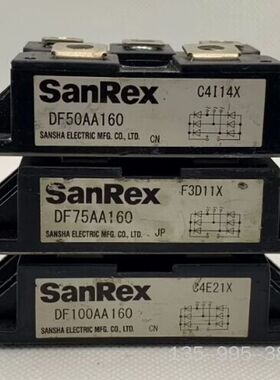 SanRex C4I14X
DF50AA160
SANSHA ELECTRIC MFG. CO., LTD. CN
SanRex F3D11X
DF75AA160
SANSHA ELECTRIC MFG. CO., LTD. JP
SanRex C4E21X
DF100AA160
SANSHA ELECTRIC MFG. CO., LTD. CN